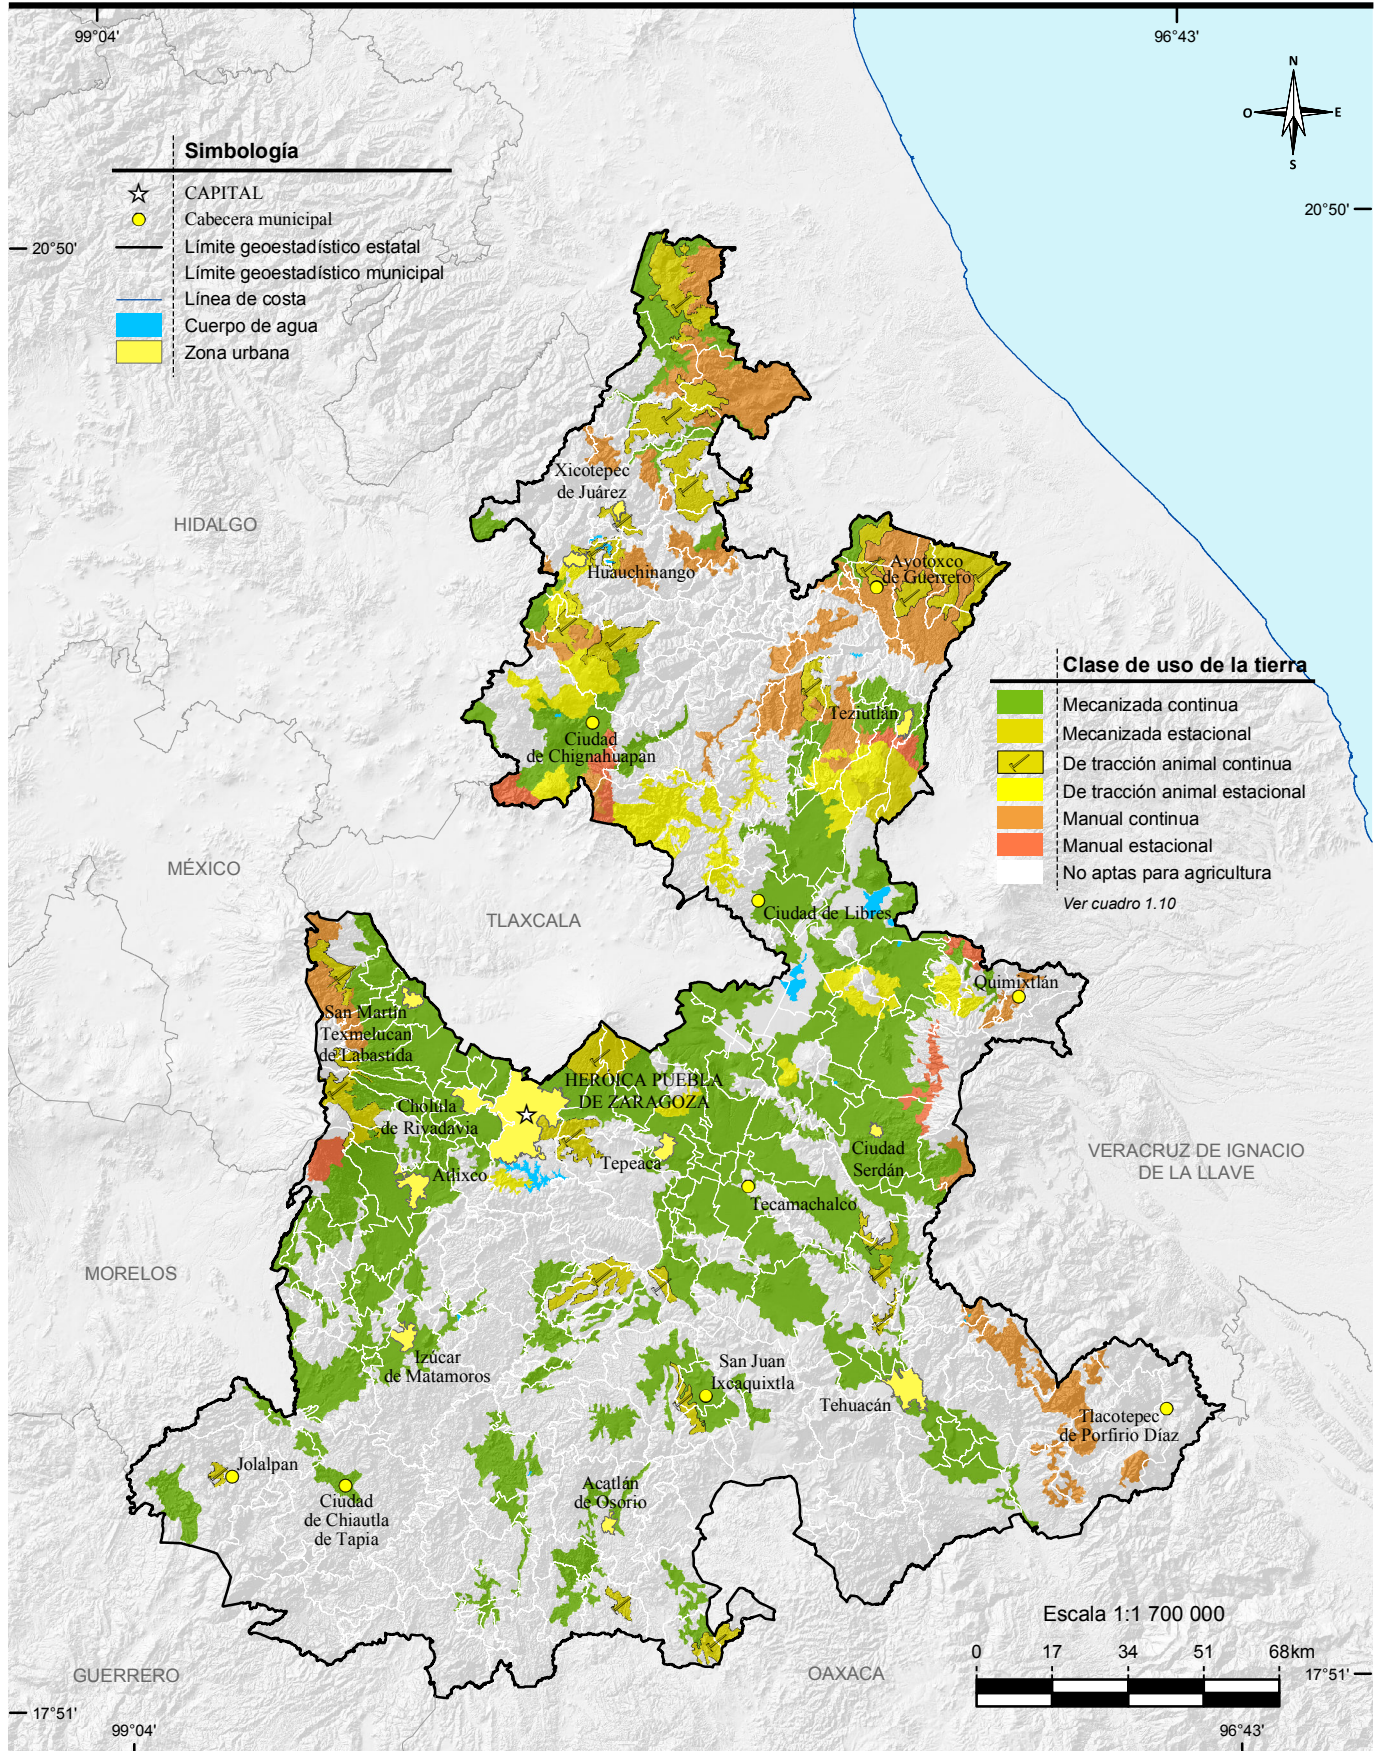 99°04'
96°43'
N
O
E
S
Simbología
CAPITAL
Cabecera municipal
20°50'
20°50'
Límite geoestadístico estatal
Límite geoestadístico municipal
Línea de costa
Cuerpo de agua
Zona urbana
Xicotepec
de Juárez
HIDALGO
Huauchinango
Ayotoxco
de Guerrero
Clase de uso de la tierra
Mecanizada continua
Mecanizada estacional
De tracción animal continua
De tracción animal estacional
Manual continua
Manual estacional
No aptas para agricultura
Ver cuadro 1.10
Teziutlán
Ciudad
de Chignahuapan
MÉXICO
TLAXCALA
Ciudad de Libres
Quimixtlán
San Martín
Texmelucan
de Labastida
HERÓICA PUEBLA
DE ZARAGOZA
Cholula
de Rivadavia
Ciudad
Serdán
VERACRUZ DE IGNACIO
DE LA LLAVE
Tepeaca
Atlixco
Tecamachalco
MORELOS
Izúcar
de Matamoros
San Juan
Ixcaquixtla
Tehuacán
Tlacotepec
de Porfirio Díaz
Jolalpan
Ciudad
de Chiautla
de Tapia
Acatlán
de Osorio
Escala 1:1 700 000
0 17 34 51 68km
GUERRERO
OAXACA
17°51'
17°51'
99°04'
96°43'